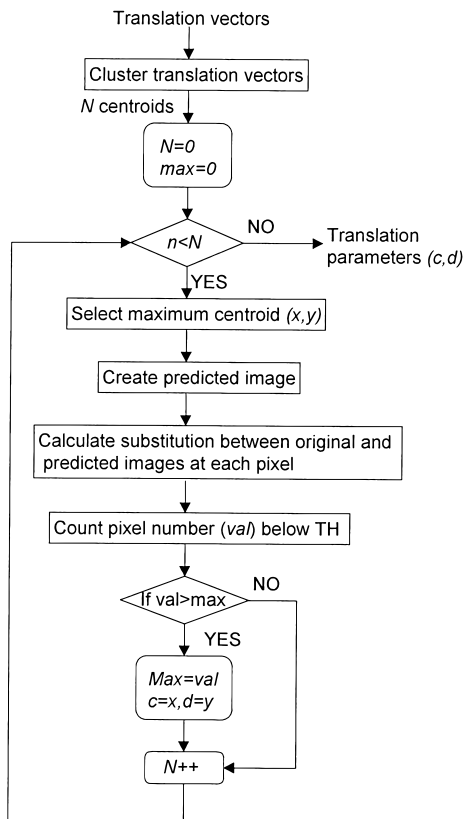 Translation vectors
Cluster translation vectors
N centroids
N=0
max=0
n<N
NO
Translation
parameters (c,d)
YES
Select maximum centroid (x,y)
Create predicted image
Calculate substitution between original and
predicted images at each pixel
Count pixel number (val) below TH
If val>max
NO
YES
Max=val
c=x,d=y
N++